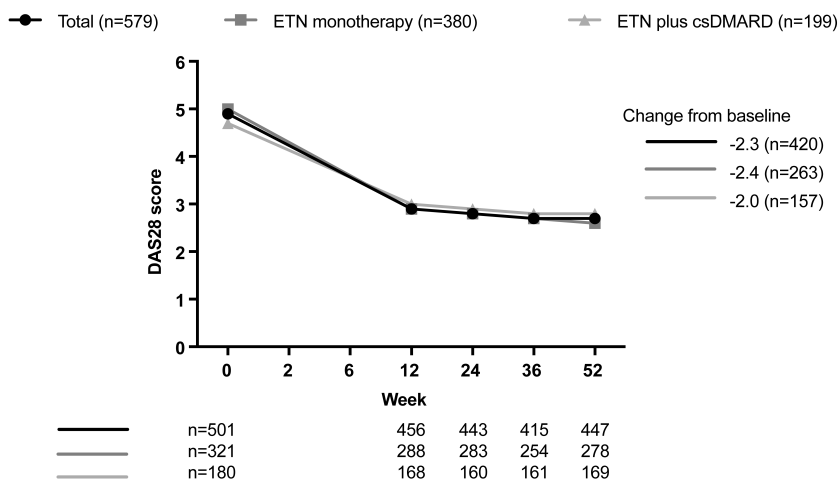 Total (n=579) ETN monotherapy (n=380) ETN plus csDMARD (n=199)
6
5
4
3
2
1
0
DAS28 score
Change from baseline
-2.3 (n=420)
-2.4 (n=263)
-2.0 (n=157)
0 2 6 12 24 36 52
Week
n=501 456 443 415 447
n=321 288 283 254 278
n=180 168 160 161 169